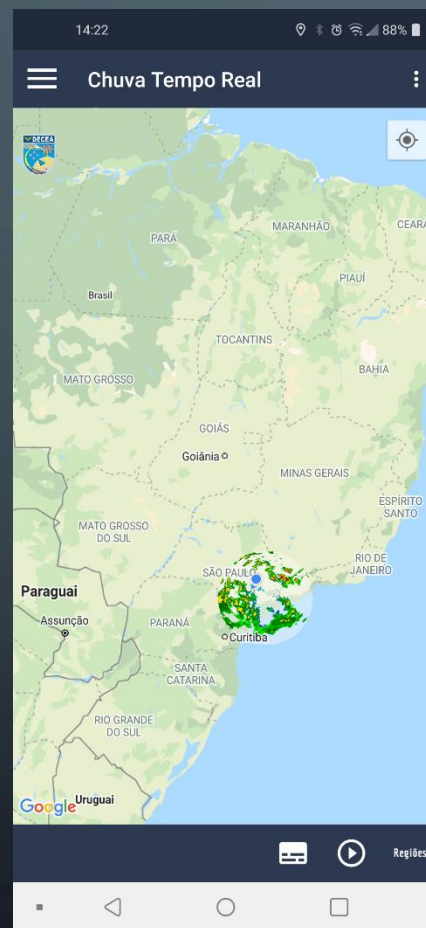 14:22
88%
Chuva Tempo Real
DECEA
MARANHÃO
CEARÁ
PARÁ
PIAUÍ
Brasil
TOCANTINS
BAHIA
MATO GROSSO
GOIÁS
Goiânia
MINAS GERAIS
ESPÍRITO
SANTO
MATO GROSSO
DO SUL
RIO DE
JANEIRO
SÃO PAULO
Paraguai
Assunção
PARANÁ
Curitiba
SANTA
CATARINA
RIO GRANDE
DO SUL
Google
Uruguai
Regiões